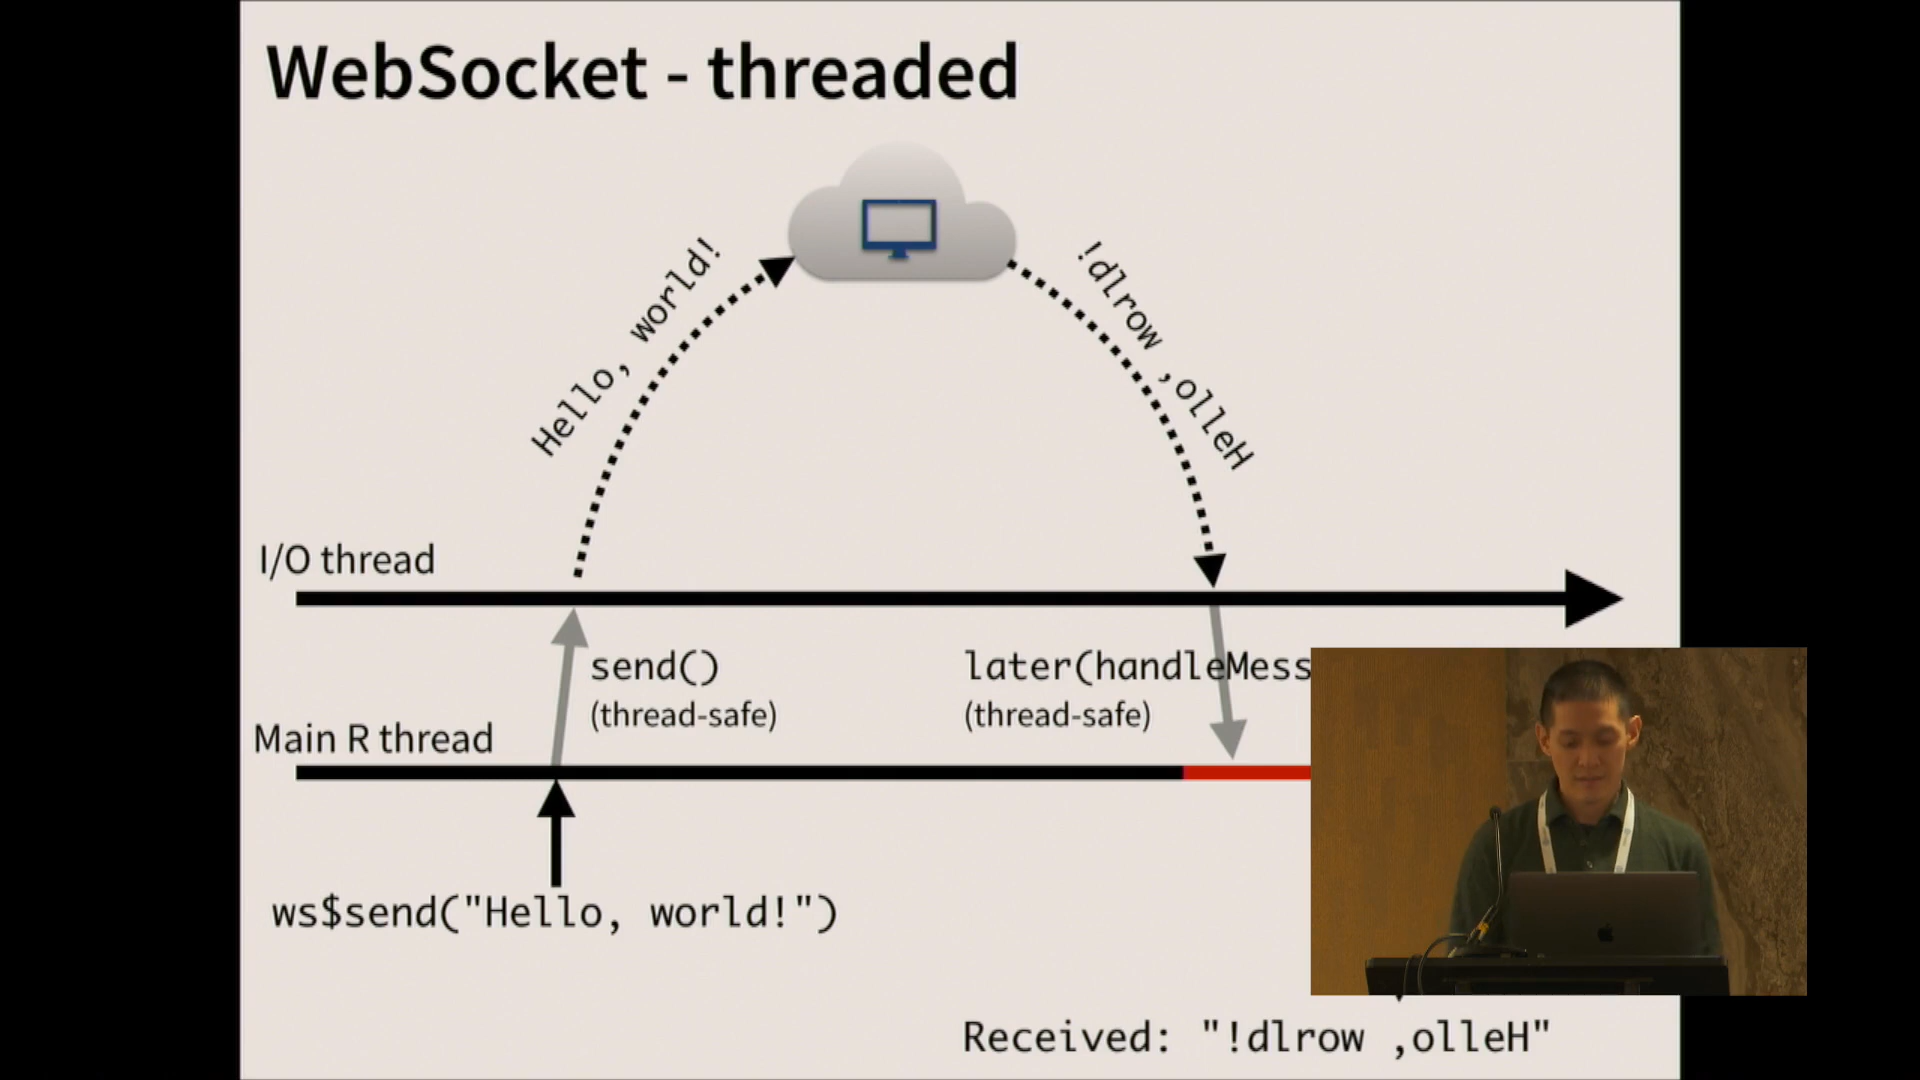 WebSocket - threaded
Hello, world!
!dlrow ,olleH
I/O thread
send()
(thread-safe)
later(handleMess
(thread-safe)
Main R thread
ws$send("Hello, world!")
Received: "!dlrow ,olleH"